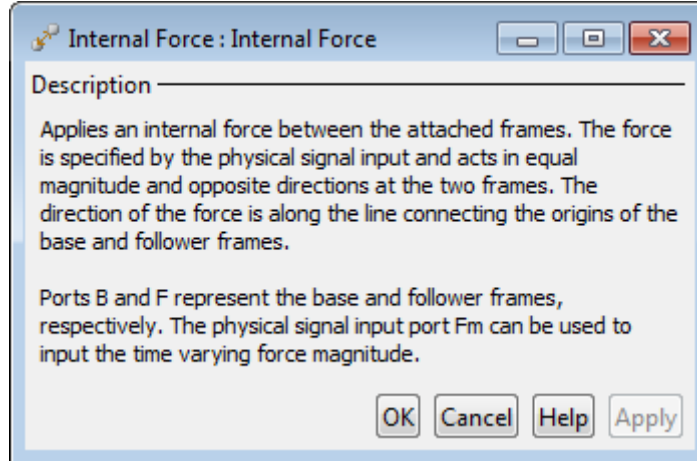 Internal Force : Internal Force
Description
Applies an internal force between the attached frames. The force
is specified by the physical signal input and acts in equal
magnitude and opposite directions at the two frames. The
direction of the force is along the line connecting the origins of the
base and follower frames.
Ports B and F represent the base and follower frames,
respectively. The physical signal input port Fm can be used to
input the time varying force magnitude.
OK Cancel Help Apply